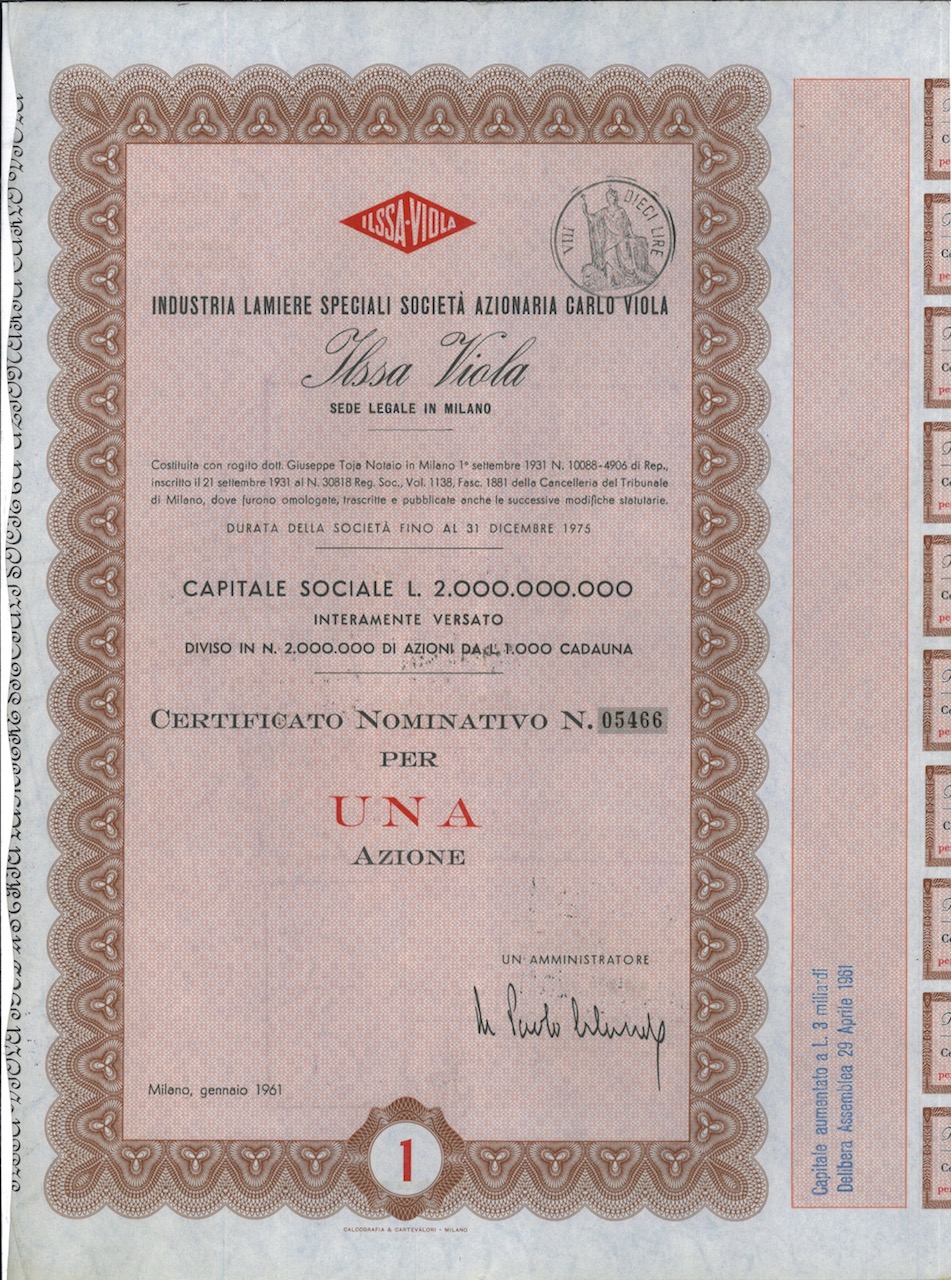 ILSSA-VIOLA
VIII DIECI LIRE
INDUSTRIA LAMIERE SPECIALI SOCIETÀ AZIONARIA CARLO VIOLA
Ilssa Viola
SEDE LEGALE IN MILANO
Costituita con rogito dott. Giuseppe Toja Notaio in Milano 1° settembre 1931 N. 10088-4906 di Rep.,
inscritto il 21 settembre 1931 al N. 30818 Reg. Soc., Vol. 1138, Fasc. 1881 della Cancelleria del Tribunale
di Milano, dove furono omologate, trascritte e pubblicate anche le successive modifiche statutarie.
DURATA DELLA SOCIETÀ FINO AL 31 DICEMBRE 1975
CAPITALE SOCIALE L. 2.000.000.000
INTERAMENTE VERSATO
DIVISO IN N. 2.000.000 DI AZIONI DA L. 1.000 CADAUNA
CERTIFICATO NOMINATIVO N. 05466
PER
UNA
AZIONE
UN AMMINISTRATORE
Milano, gennaio 1961
1
CALCOGRAFIA & CARTEVALORI - MILANO
Capitale aumentato a L. 3 miliardi
Delibera Assemblea 29 Aprile 1961